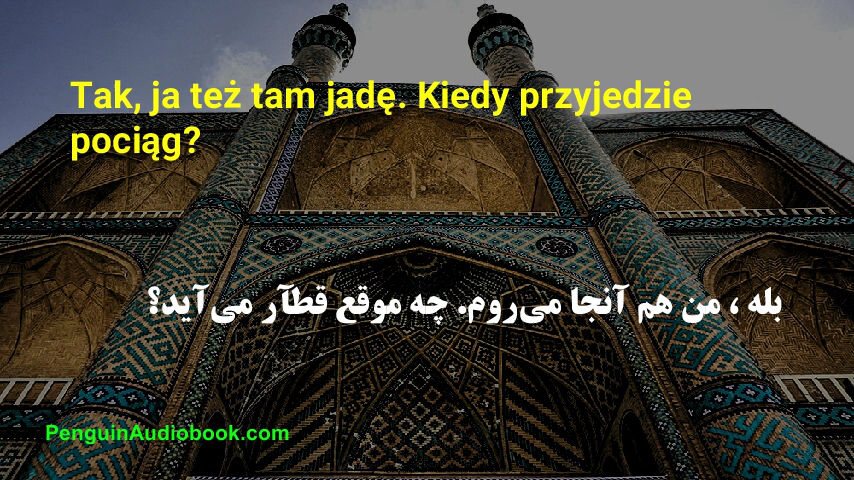 Tak, ja też tam jadę. Kiedy przyjedzie
pociąg?
بله ، من هم آنجا می‌روم. چه موقع قطآر می‌آید؟
PenguinAudiobook.com